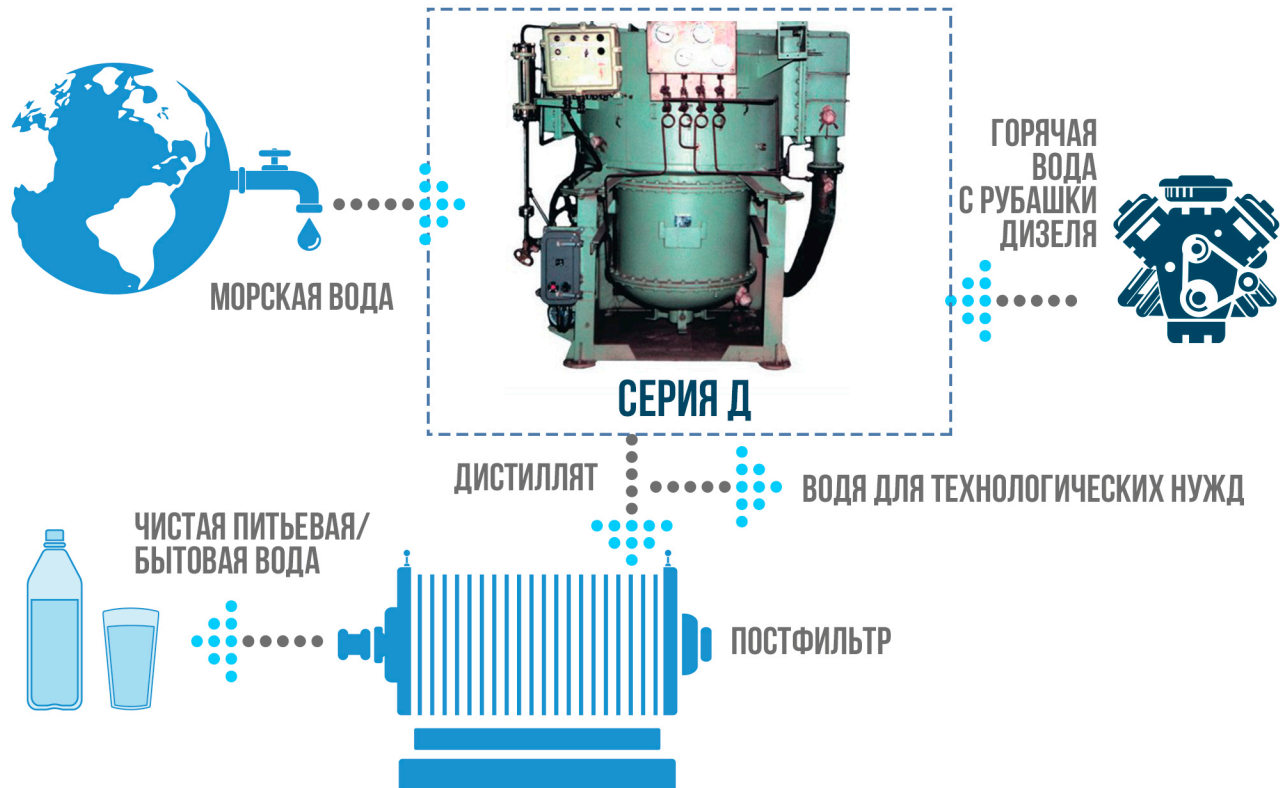 ГОРЯЧАЯ
ВОДА
С РУБАШКИ
ДИЗЕЛЯ
МОРСКАЯ ВОДА
СЕРИЯ Д
ДИСТИЛЛЯТ
ВОДЯ ДЛЯ ТЕХНОЛОГИЧЕСКИХ НУЖД
ЧИСТАЯ ПИТЬЕВАЯ/
БЫТОВАЯ ВОДА
ПОСТФИЛЬТР